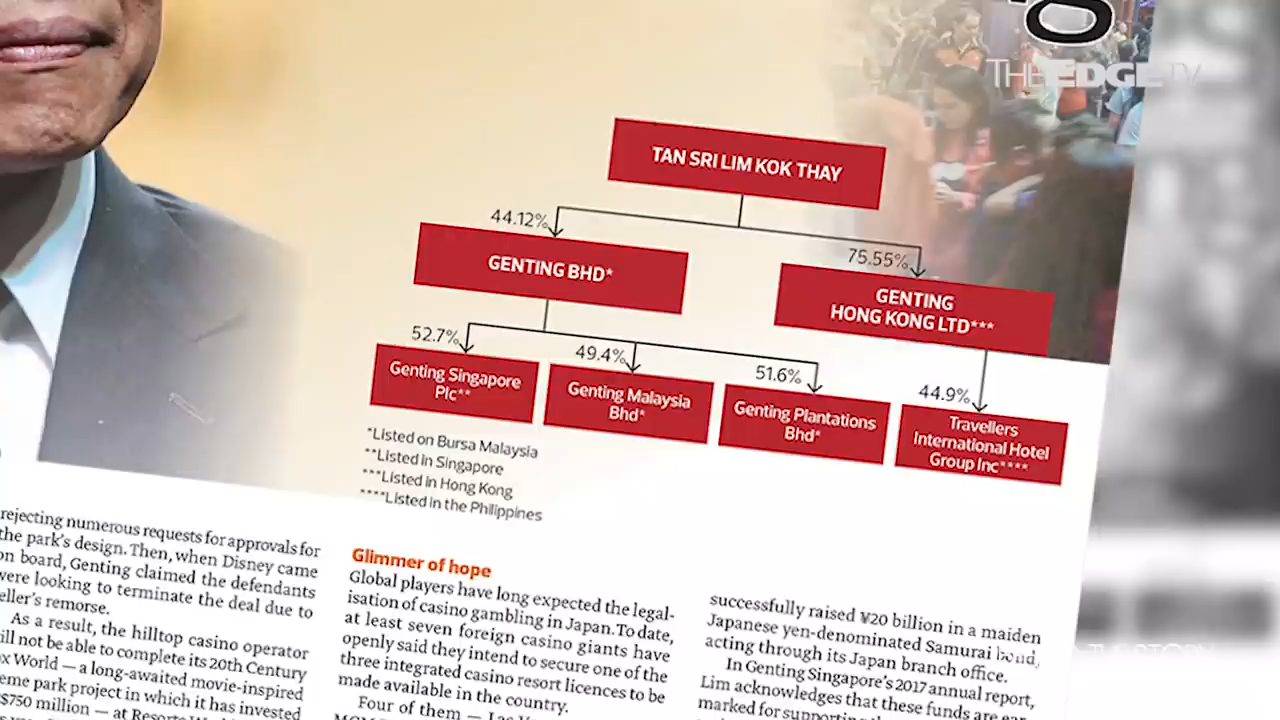 THE EDGE TV
TAN SRI LIM KOK THAY
44.12%
75.55%
GENTING BHD*
GENTING
HONG KONG LTD***
52.7%
49.4%
51.6%
44.9%
Genting Singapore
Plc**
Genting Malaysia
Bhd*
Genting Plantations
Bhd*
Travellers
International Hotel
Group Inc****
*Listed on Bursa Malaysia
**Listed in Singapore
***Listed in Hong Kong
****Listed in the Philippines
rejecting numerous requests for approvals for
the park's design. Then, when Disney came
on board, Genting claimed the defendants
were looking to terminate the deal due to
eller's remorse.
As a result, the hilltop casino operator
ill not be able to complete its 20th Century
ox World — a long-awaited movie-inspired
eme park project in which it has invested
$750 million — at Resorts
Glimmer of hope
Global players have long expected the legal-
isation of casino gambling in Japan. To date,
at least seven foreign casino giants have
openly said they intend to secure one of the
three integrated casino resort licences to be
made available in the country.
Four of them —
successfully raised ¥20 billion in a maiden
Japanese yen-denominated Samurai bond,
acting through its Japan branch office.
In Genting Singapore's 2017 annual report,
Lim acknowledges that these funds are ear-
marked for supporting
THE STORY